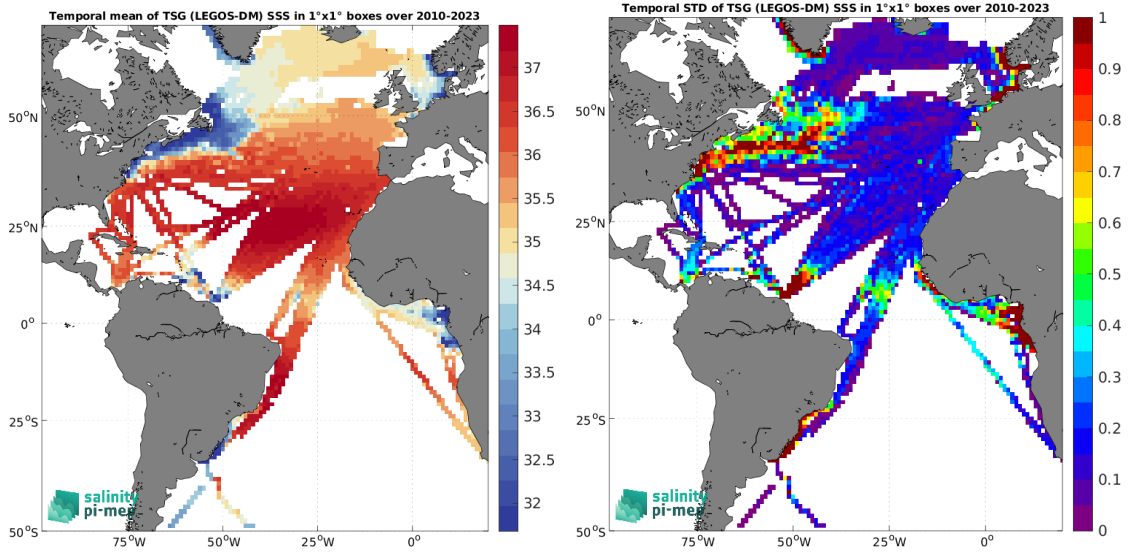 Temporal mean of TSG (LEGOS-DM) SSS in 1°x1° boxes over 2010-2023
37
36.5
36
35.5
35
34.5
34
33.5
33
32.5
32
50°N
25°N
0°
25°S
50°S
75°W
50°W
25°W
0°
salinity
pi-mep
Temporal STD of TSG (LEGOS-DM) SSS in 1°x1° boxes over 2010-2023
1
0.9
0.8
0.7
0.6
0.5
0.4
0.3
0.2
0.1
0
50°N
25°N
0°
25°S
50°S
75°W
50°W
25°W
0°
salinity
pi-mep